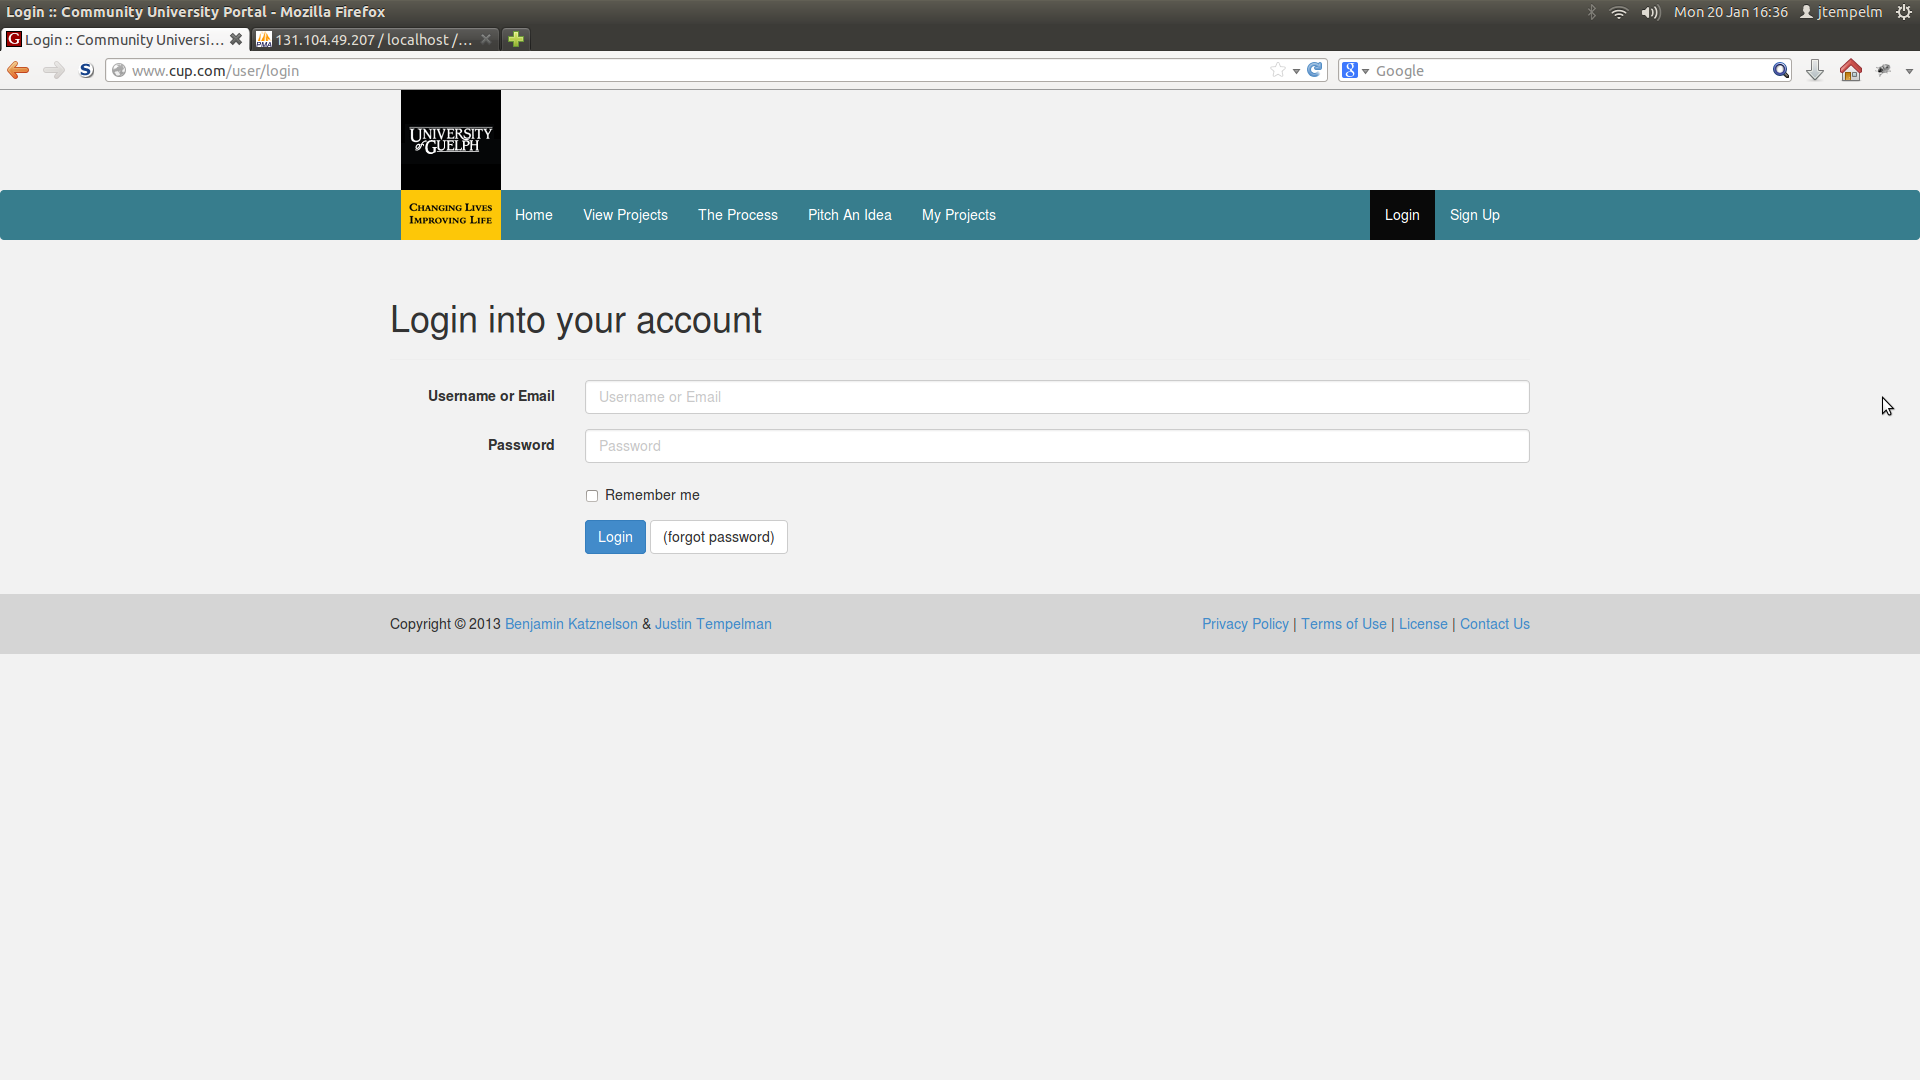 Login :: Community University Portal - Mozilla Firefox
Mon 20 Jan 16:36 jtempelm
Login :: Community Universi...
131.104.49.207 / localhost /...
www.cup.com/user/login
Google
UNIVERSITY
of GUELPH
CHANGING LIVES
IMPROVING LIFE
Home View Projects The Process Pitch An Idea My Projects Login Sign Up
Login into your account
Username or Email Username or Email
Password Password
Remember me
Login (forgot password)
Copyright © 2013 Benjamin Katznelson & Justin Tempelman Privacy Policy | Terms of Use | License | Contact Us